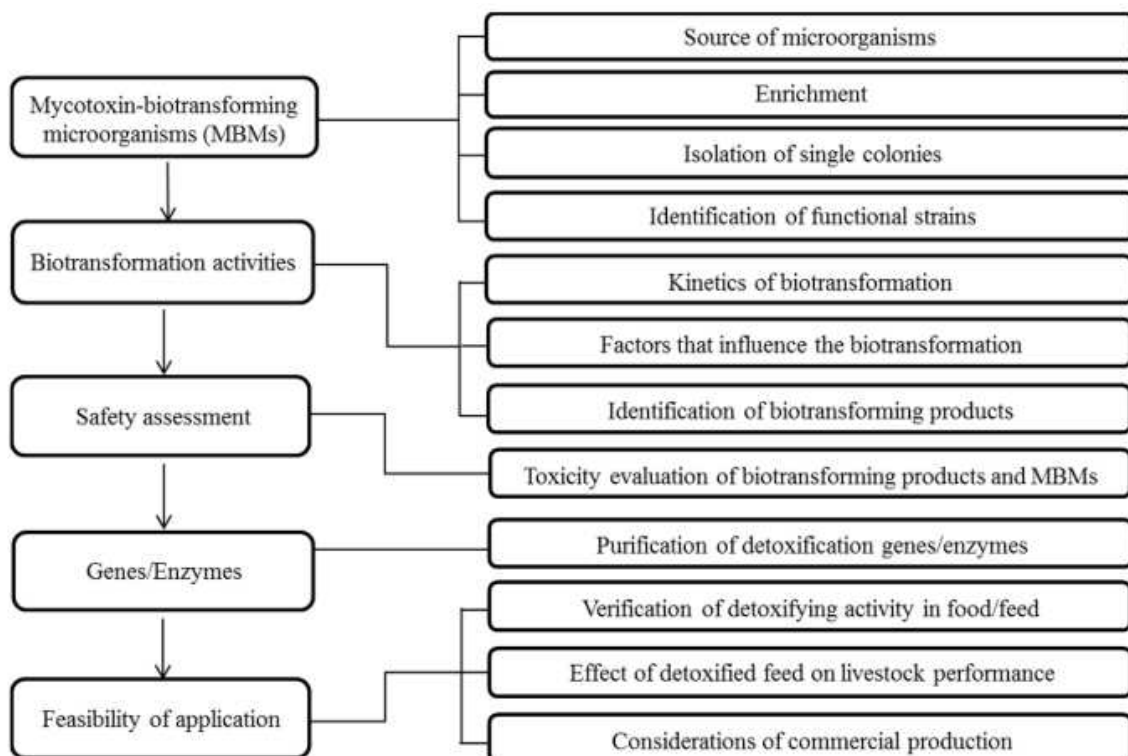 Mycotoxin-biotransforming
microorganisms (MBMs)
Source of microorganisms
Enrichment
Isolation of single colonies
Identification of functional strains
Biotransformation activities
Kinetics of biotransformation
Factors that influence the biotransformation
Identification of biotransforming products
Safety assessment
Toxicity evaluation of biotransforming products and MBMs
Genes/Enzymes
Purification of detoxification genes/enzymes
Feasibility of application
Verification of detoxifying activity in food/feed
Effect of detoxified feed on livestock performance
Considerations of commercial production